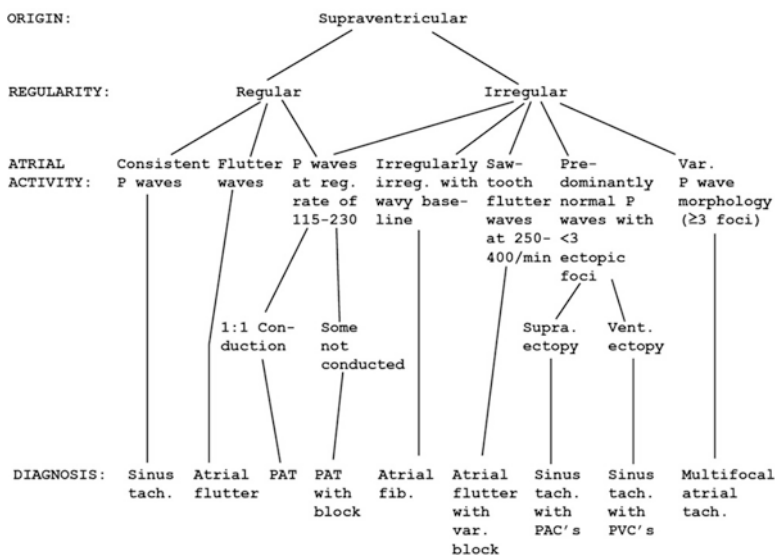 ORIGIN: Supraventricular
REGULARITY: Regular Irregular
ATRIAL Consistent Flutter P waves Irregularly Saw- Pre- Var.
ACTIVITY: P waves waves at reg. irreg. with tooth dominantly P wave
rate of wavy base- flutter normal P morphology
115-230 line waves waves with (≥3 foci)
at 250- <3
400/min ectopic
foci
1:1 Con- Some Supra. Vent.
duction not ectopy ectopy
conducted
DIAGNOSIS: Sinus Atrial PAT PAT Atrial Atrial Sinus Sinus Multifocal
tach. flutter with fib. flutter tach. tach. atrial
block with with with tach.
var. PAC's PVC's
block